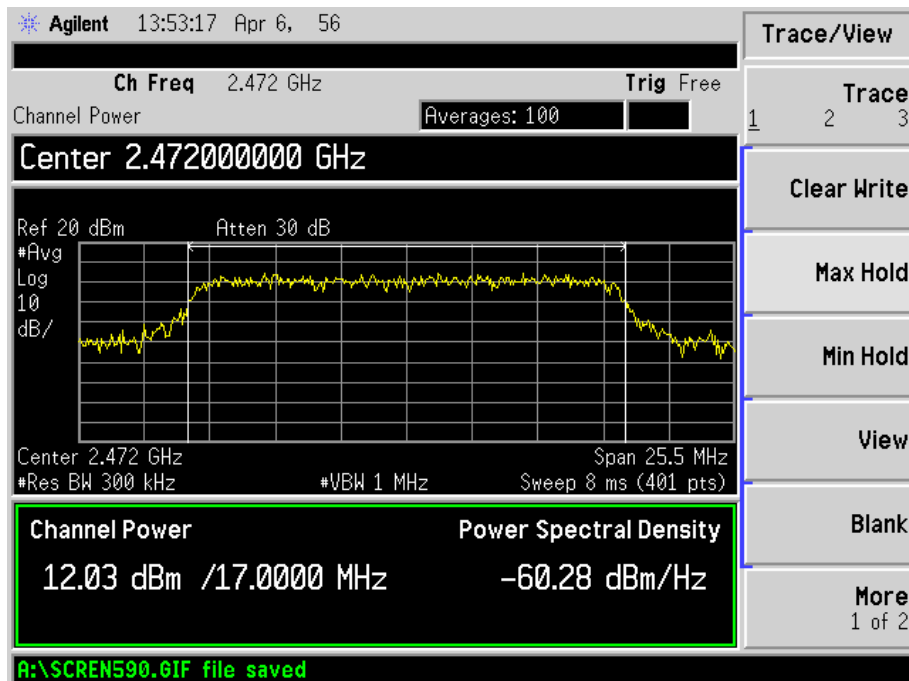 Agilent 13:53:17 Apr 6, 56
Trace/View
Ch Freq 2.472 GHz Trig Free
Channel Power Averages: 100
Center 2.472000000 GHz
Ref 20 dBm Atten 30 dB
#Avg
Log
10
dB/
Center 2.472 GHz Span 25.5 MHz
#Res BW 300 kHz #VBW 1 MHz Sweep 8 ms (401 pts)
Channel Power Power Spectral Density
12.03 dBm /17.0000 MHz -60.28 dBm/Hz
A:\SCREN590.GIF file saved
Trace
1 2 3
Clear Write
Max Hold
Min Hold
View
Blank
More
1 of 2